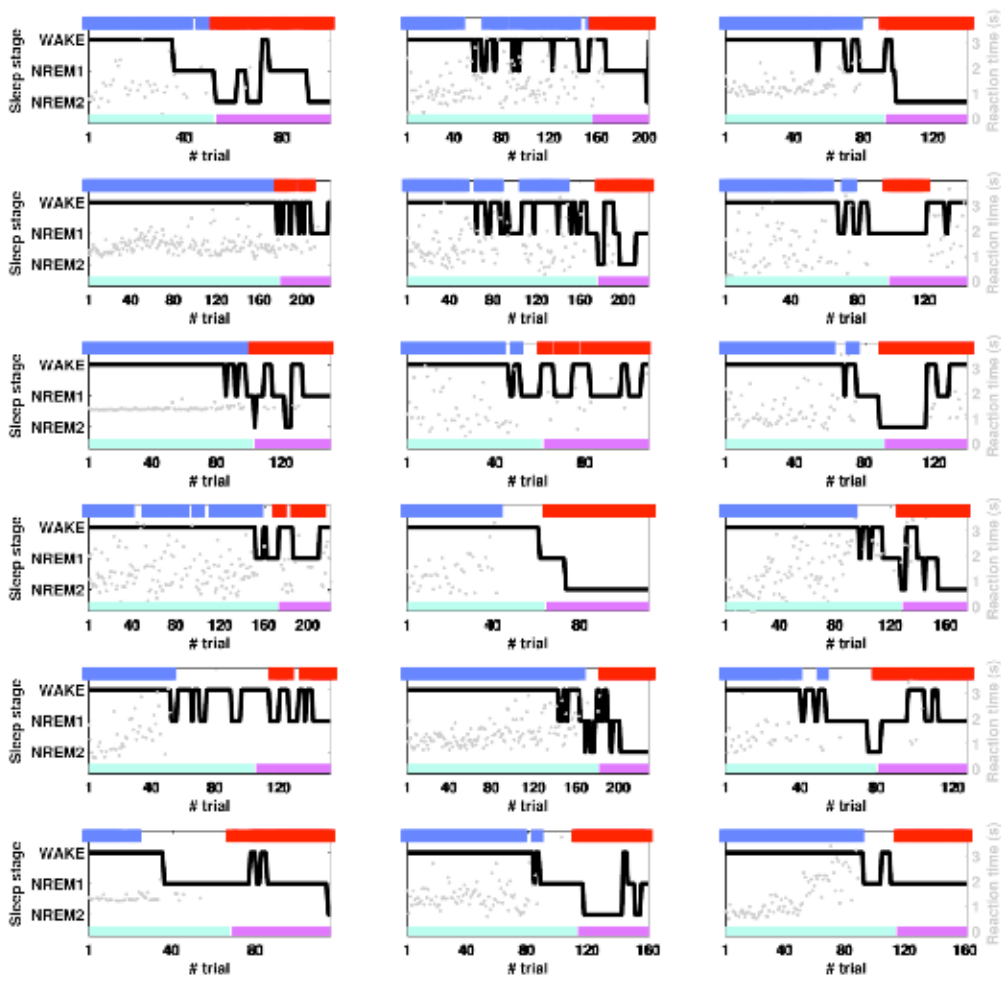 Sleep stage
WAKE 3
NREM1 2
NREM2 1
0
Reaction time (s)
1 40 80 1 40 80 120 160 200 1 40 80 120
# trial # trial # trial
Sleep stage
WAKE 3
NREM1 2
NREM2 1
0
Reaction time (s)
1 40 80 120 160 200 1 40 80 120 160 200 1 40 80 120
# trial # trial # trial
Sleep stage
WAKE 3
NREM1 2
NREM2 1
0
Reaction time (s)
1 40 80 120 1 40 80 1 40 80 120
# trial # trial # trial
Sleep stage
WAKE 3
NREM1 2
NREM2 1
0
Reaction time (s)
1 40 80 120 160 200 1 40 80 1 40 80 120 160
# trial # trial # trial
Sleep stage
WAKE 3
NREM1 2
NREM2 1
0
Reaction time (s)
1 40 80 120 1 40 80 120 160 200 1 40 80 120
# trial # trial # trial
Sleep stage
WAKE 3
NREM1 2
NREM2 1
0
Reaction time (s)
1 40 80 1 40 80 120 160 1 40 80 120 160
# trial # trial # trial